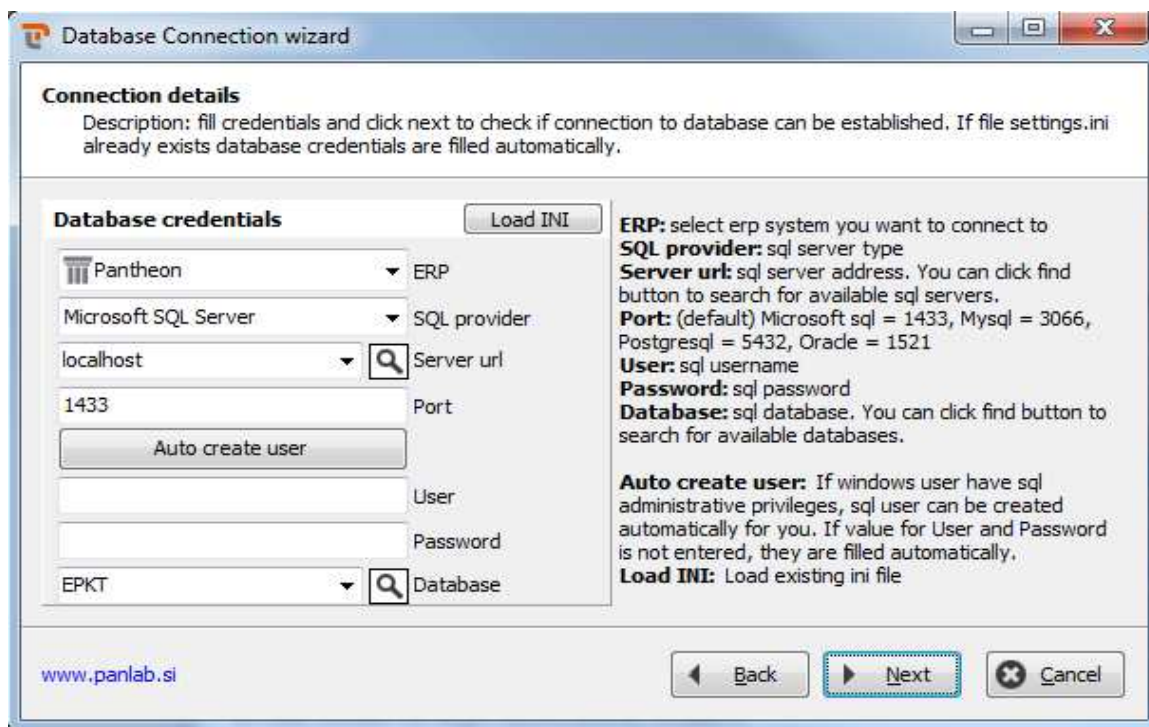 Database Connection wizard
Connection details
Description: fill credentials and click next to check if connection to database can be established. If file settings.ini
already exists database credentials are filled automatically.
Database credentials
Load INI
Pantheon
ERP
Microsoft SQL Server
SQL provider
localhost
Server url
1433
Port
Auto create user
User
Password
EPKT
Database
ERP: select erp system you want to connect to
SQL provider: sql server type
Server url: sql server address. You can click find
button to search for available sql servers.
Port: (default) Microsoft sql = 1433, Mysql = 3066,
Postgresql = 5432, Oracle = 1521
User: sql username
Password: sql password
Database: sql database. You can click find button to
search for available databases.
Auto create user: If windows user have sql
administrative privileges, sql user can be created
automatically for you. If value for User and Password
is not entered, they are filled automatically.
Load INI: Load existing ini file
www.panlab.si
Back
Next
Cancel